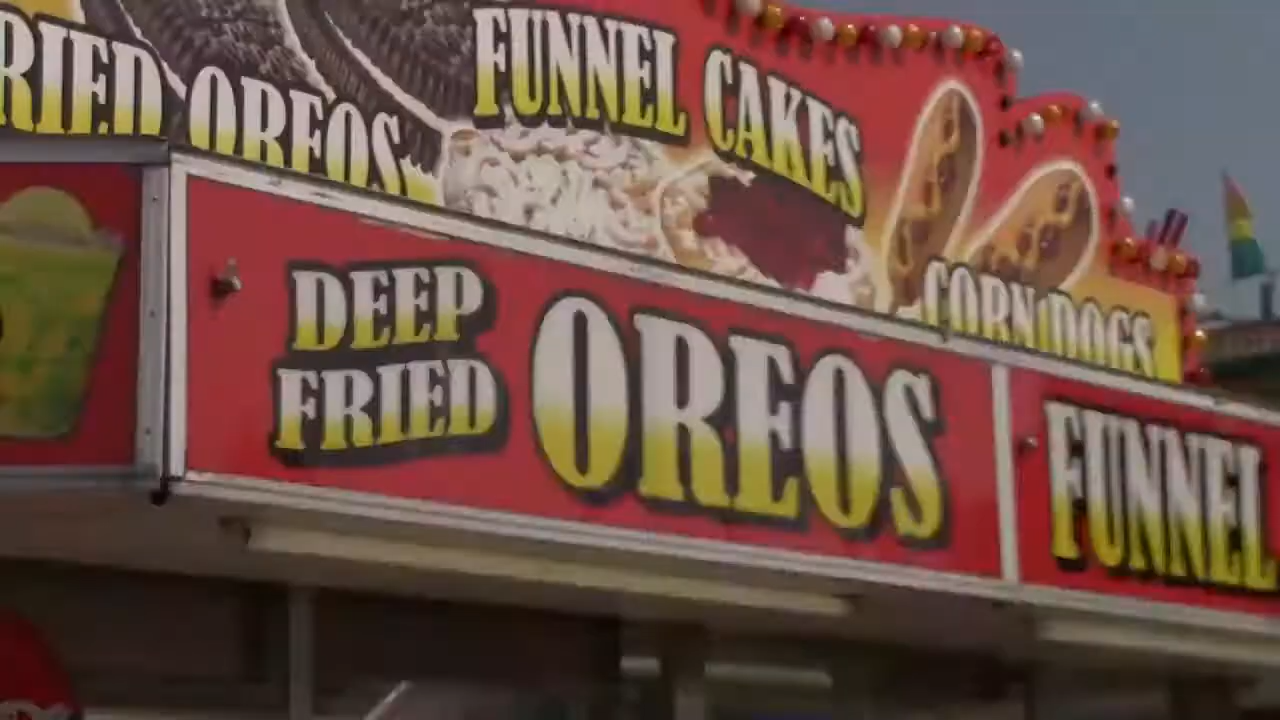 FRIED OREOS
FUNNEL CAKES
CORN DOGS
DEEP
FRIED
OREOS
FUNNEL